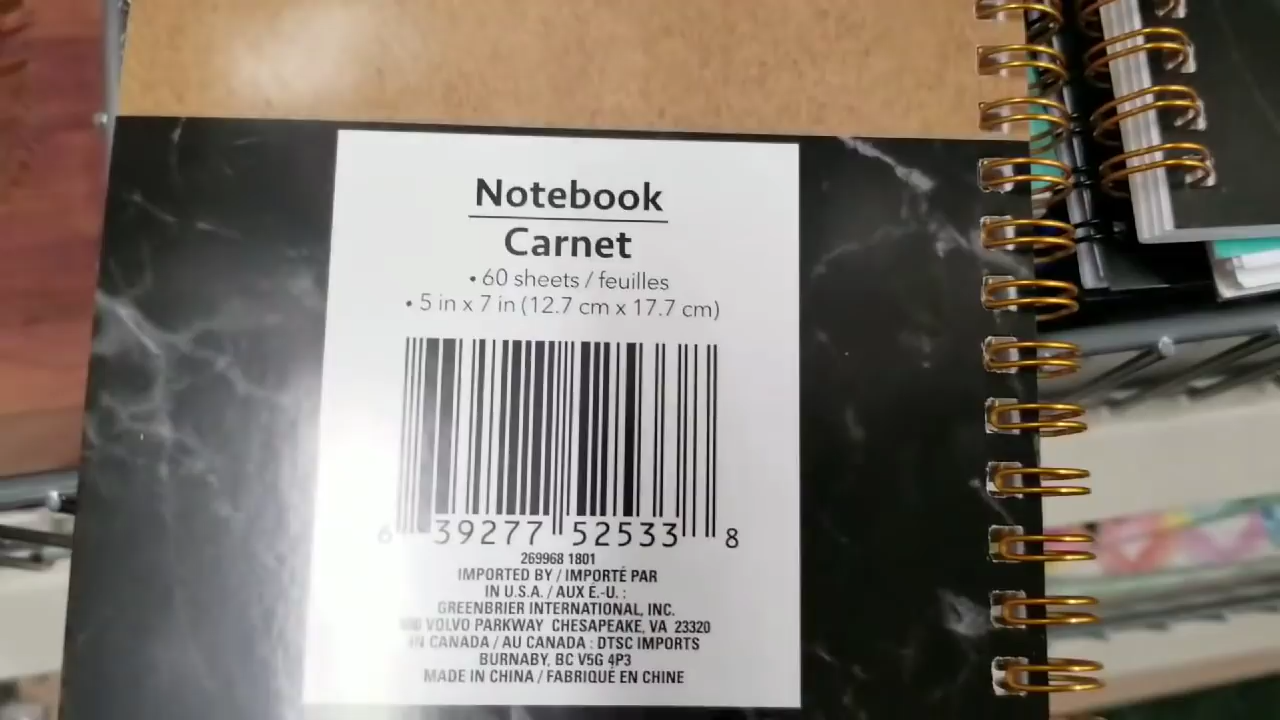 Notebook
Carnet
• 60 sheets / feuilles
• 5 in x 7 in (12.7 cm x 17.7 cm)
6 39277 52533 8
269968 1801
IMPORTED BY / IMPORTÉ PAR
IN U.S.A. / AUX É.-U. :
GREENBRIER INTERNATIONAL, INC.
VOLVO PARKWAY CHESAPEAKE, VA 23320
IN CANADA / AU CANADA : DTSC IMPORTS
BURNABY, BC V5G 4P3
MADE IN CHINA / FABRIQUÉ EN CHINE